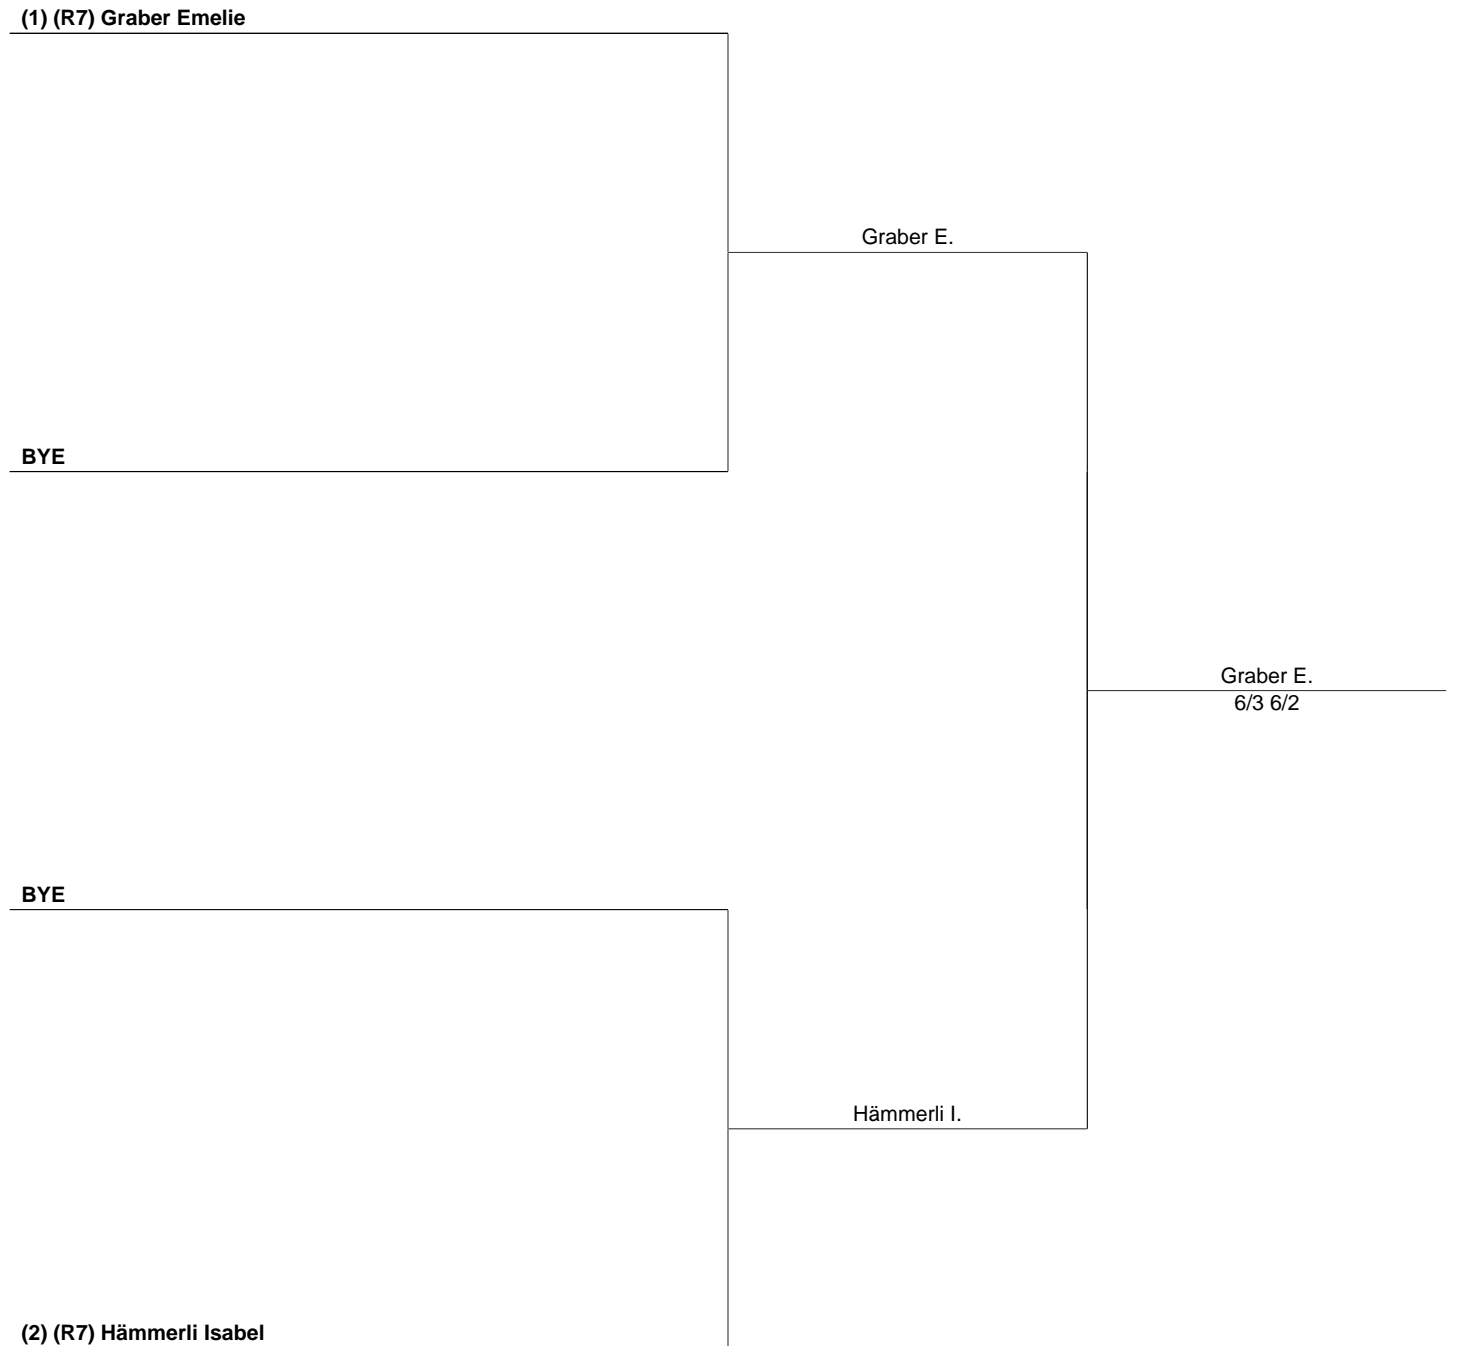 (1) (R7) Graber Emelie
Graber E.
BYE
Graber E.
6/3 6/2
BYE
Hämmerli I.
(2) (R7) Hämmerli Isabel